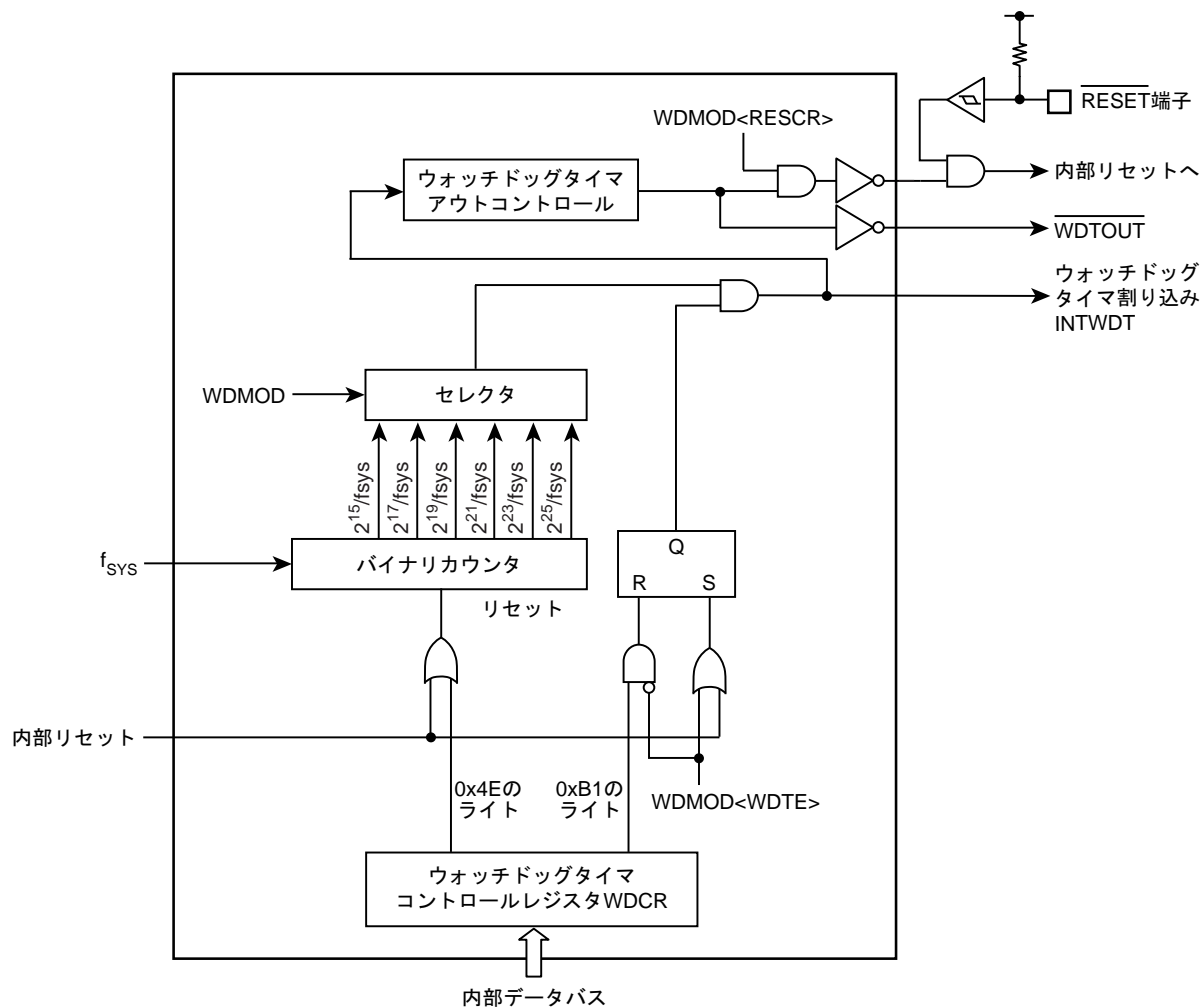 WDMOD<RESCR>
RESET端子
ウォッチドッグタイマ
アウトコントロール
内部リセットへ
WDTOUT
ウォッチドッグ
タイマ割り込み
INTWDT
WDMOD
セレクタ
2^15/fsys
2^17/fsys
2^19/fsys
2^21/fsys
2^23/fsys
2^25/fsys
fSYS
バイナリカウンタ
リセット
Q
R
S
内部リセット
0x4Eの
ライト
0xB1の
ライト
WDMOD<WDTE>
ウォッチドッグタイマ
コントロールレジスタWDCR
内部データバス